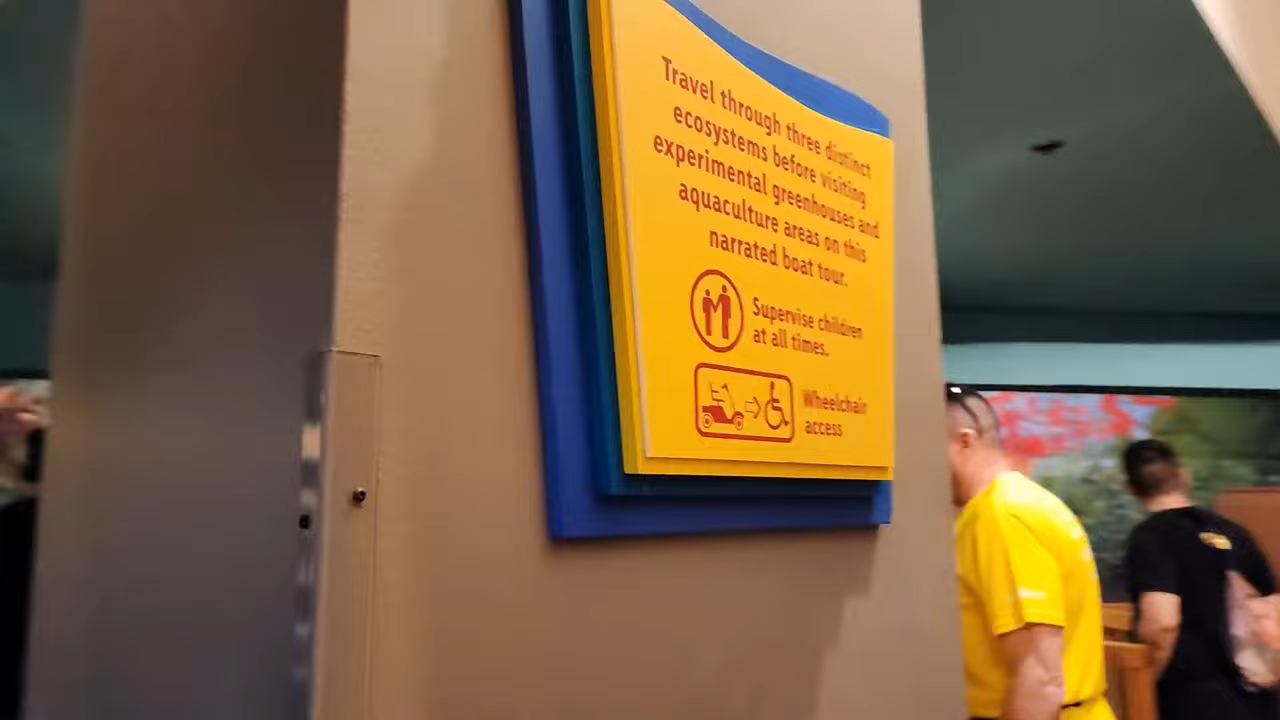 Travel through three distinct
ecosystems before visiting
experimental greenhouses and
aquaculture areas on this
narrated boat tour.
Supervise children
at all times.
Wheelchair
access